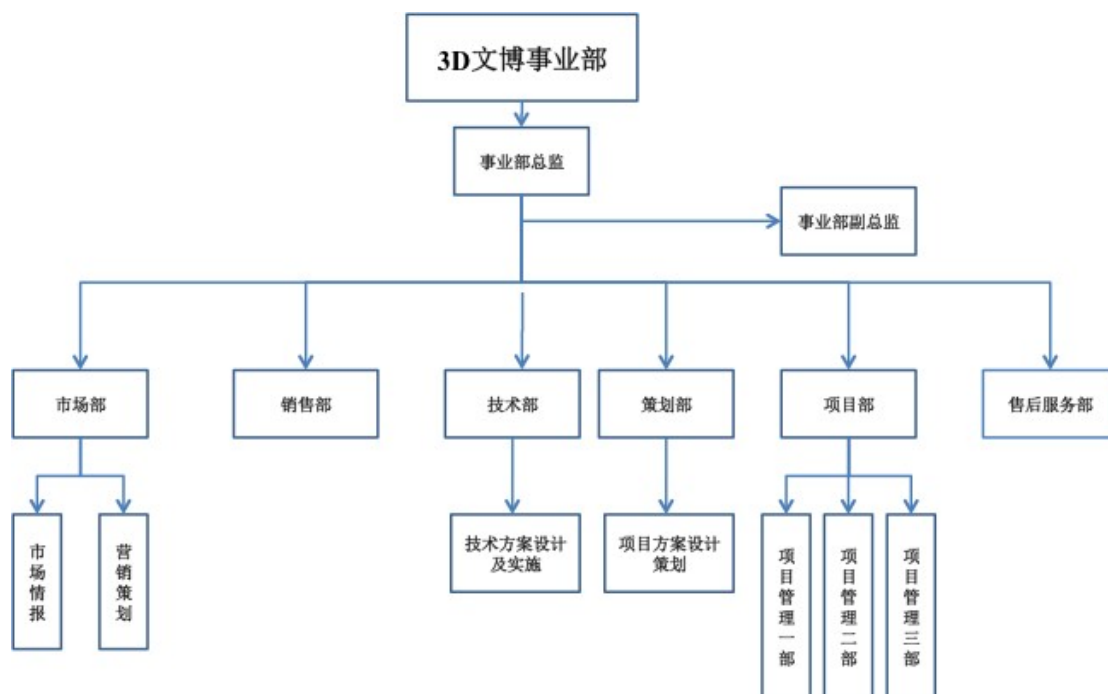 3D文博事业部
事业部总监
事业部副总监
市场部
销售部
技术部
策划部
项目部
售后服务部
市场情报
营销策划
技术方案设计
及实施
项目方案设计
策划
项目管理一部
项目管理二部
项目管理三部